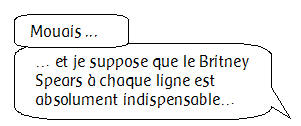 Mouais ...
... et je suppose que le Britney
Spears à chaque ligne est
absolument indispensable...